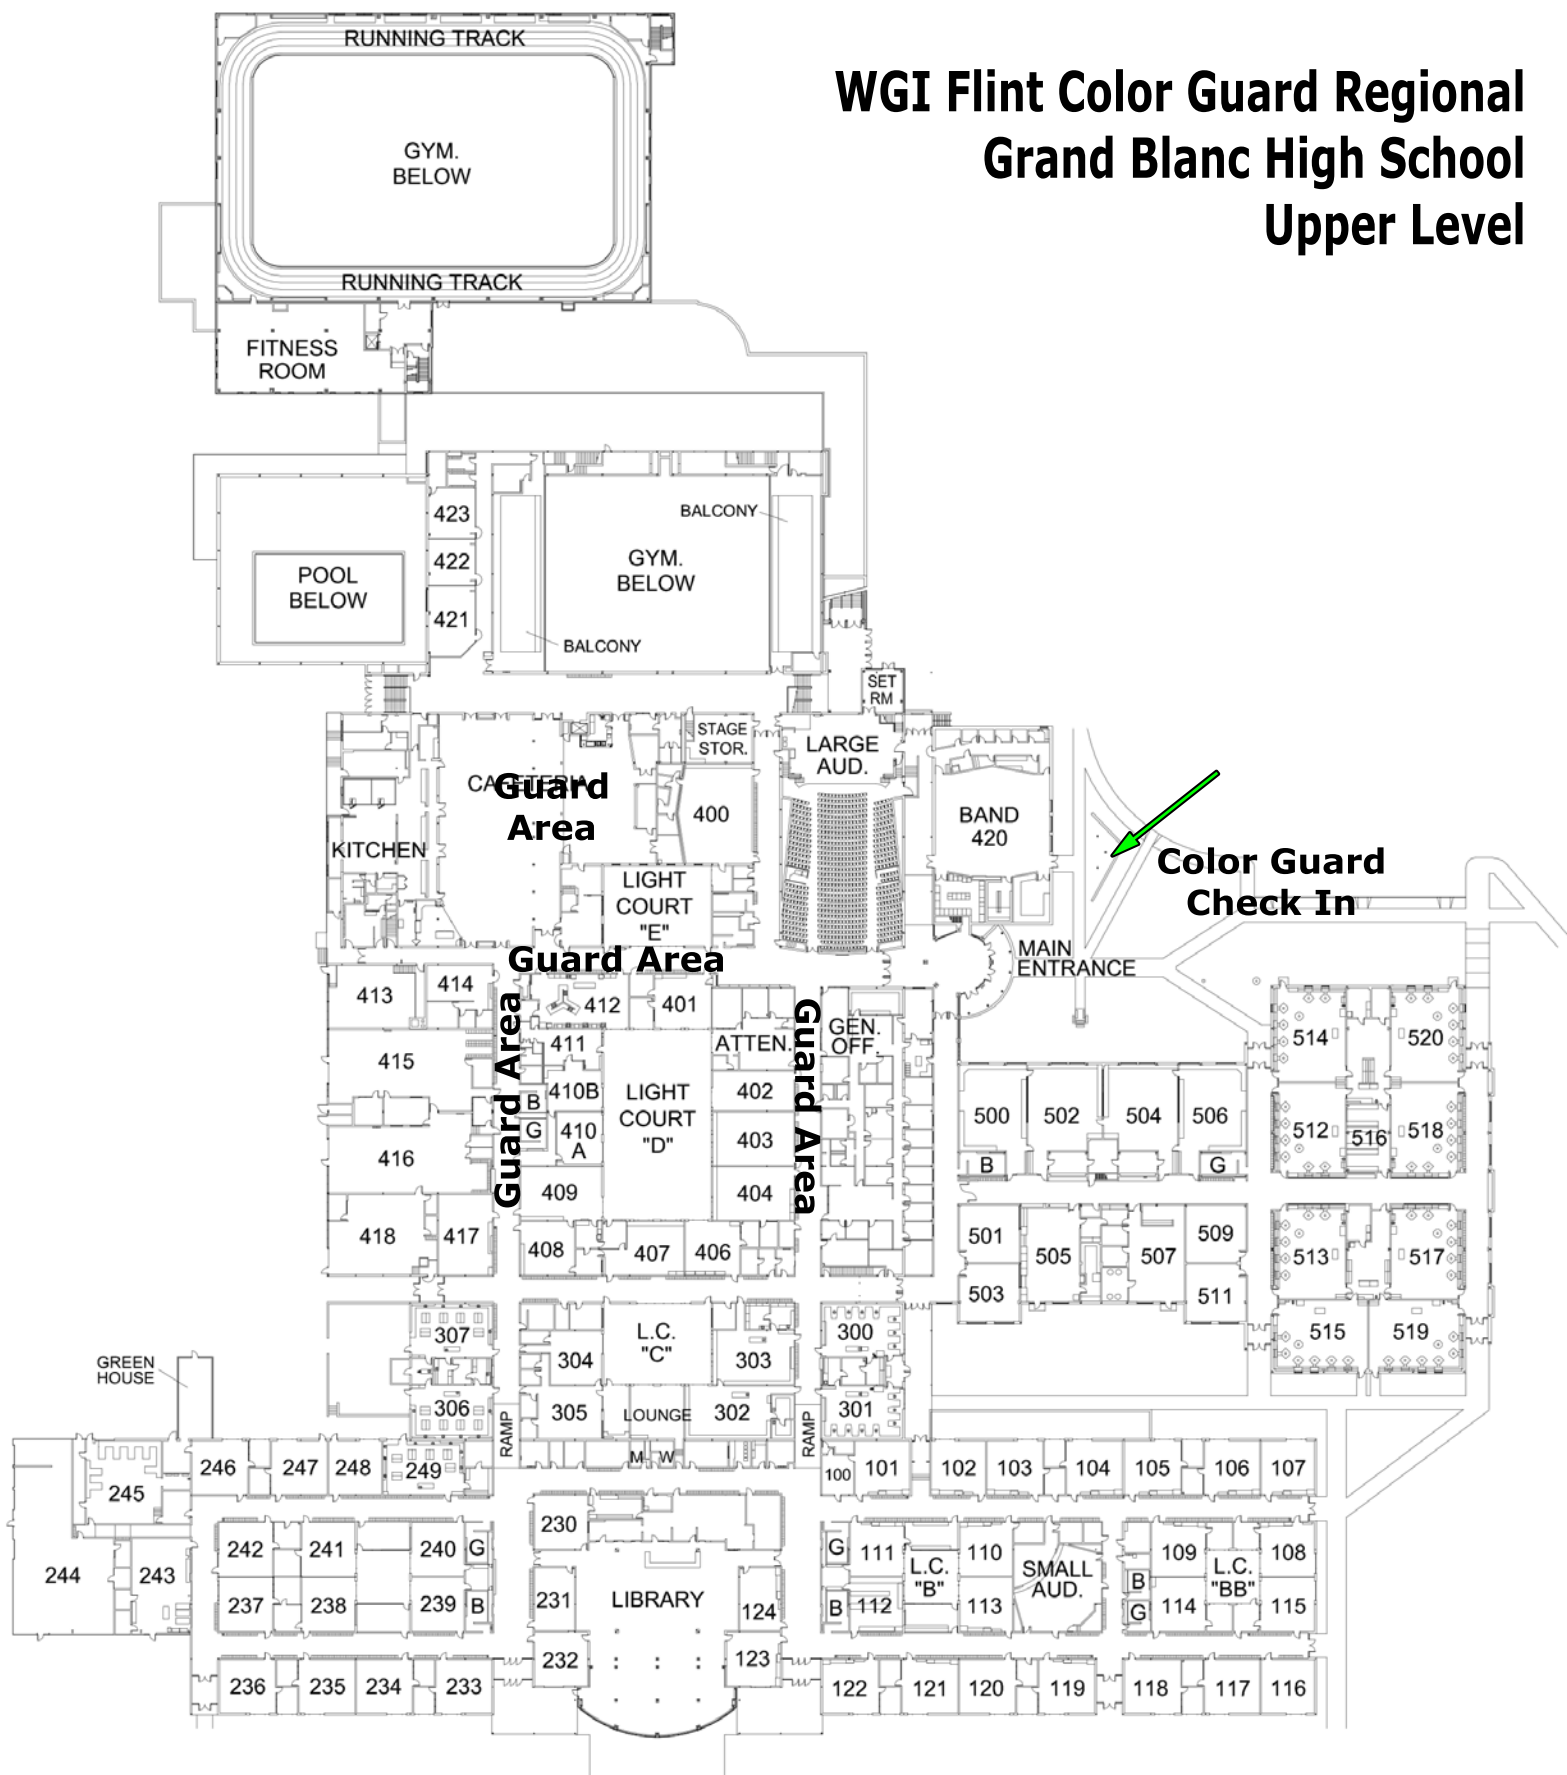 RUNNING TRACK
WGI Flint Color Guard Regional
Grand Blanc High School
Upper Level
GYM.
BELOW
RUNNING TRACK
FITNESS
ROOM
423
422
421
POOL
BELOW
BALCONY
GYM.
BELOW
BALCONY
SET
RM
STAGE
STOR.
LARGE
AUD.
CAFETERIA
Guard
Area
400
BAND
420
KITCHEN
Color Guard
Check In
LIGHT
COURT
"E"
Guard Area
MAIN
ENTRANCE
413
414
412
401
Guard Area
Guard Area
GEN.
OFF.
ATTEN.
415
411
410B
B
G
410
A
LIGHT
COURT
"D"
402
403
404
416
409
418
417
408
407
406
514
520
512
516
518
500
502
504
506
B
G
501
505
507
509
503
511
513
517
515
519
307
304
L.C.
"C"
303
300
306
305
LOUNGE
302
301
RAMP
RAMP
M
W
GREEN
HOUSE
246
247
248
249
245
100
101
102
103
104
105
106
107
244
243
242
241
240
G
237
238
239
B
230
231
LIBRARY
124
232
123
G
111
L.C.
"B"
110
SMALL
AUD.
109
L.C.
"BB"
108
B
112
113
B
G
114
115
236
235
234
233
122
121
120
119
118
117
116